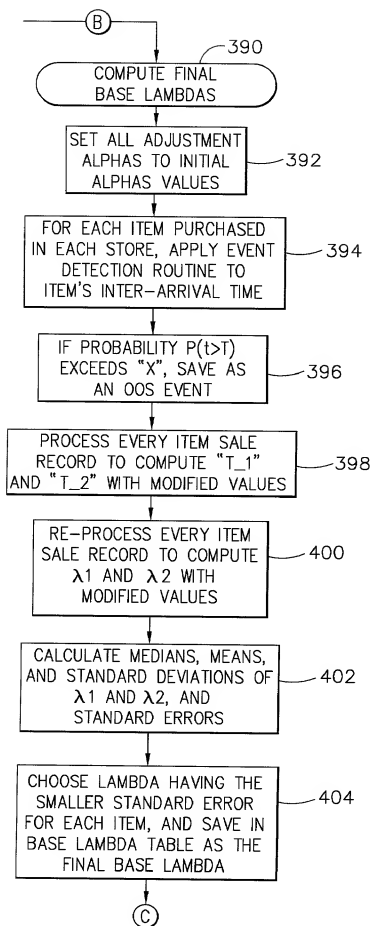 B
390
COMPUTE FINAL
BASE LAMBDAS
SET ALL ADJUSTMENT
ALPHAS TO INITIAL
ALPHAS VALUES
392
FOR EACH ITEM PURCHASED
IN EACH STORE, APPLY EVENT
DETECTION ROUTINE TO
ITEM'S INTER-ARRIVAL TIME
394
IF PROBABILITY P(t>T)
EXCEEDS "X", SAVE AS
AN OOS EVENT
396
PROCESS EVERY ITEM SALE
RECORD TO COMPUTE "T_1"
AND "T_2" WITH MODIFIED VALUES
398
RE-PROCESS EVERY ITEM
SALE RECORD TO COMPUTE
λ1 AND λ2 WITH
MODIFIED VALUES
400
CALCULATE MEDIANS, MEANS,
AND STANDARD DEVIATIONS OF
λ1 AND λ2, AND
STANDARD ERRORS
402
CHOOSE LAMBDA HAVING THE
SMALLER STANDARD ERROR
FOR EACH ITEM, AND SAVE IN
BASE LAMBDA TABLE AS THE
FINAL BASE LAMBDA
404
C